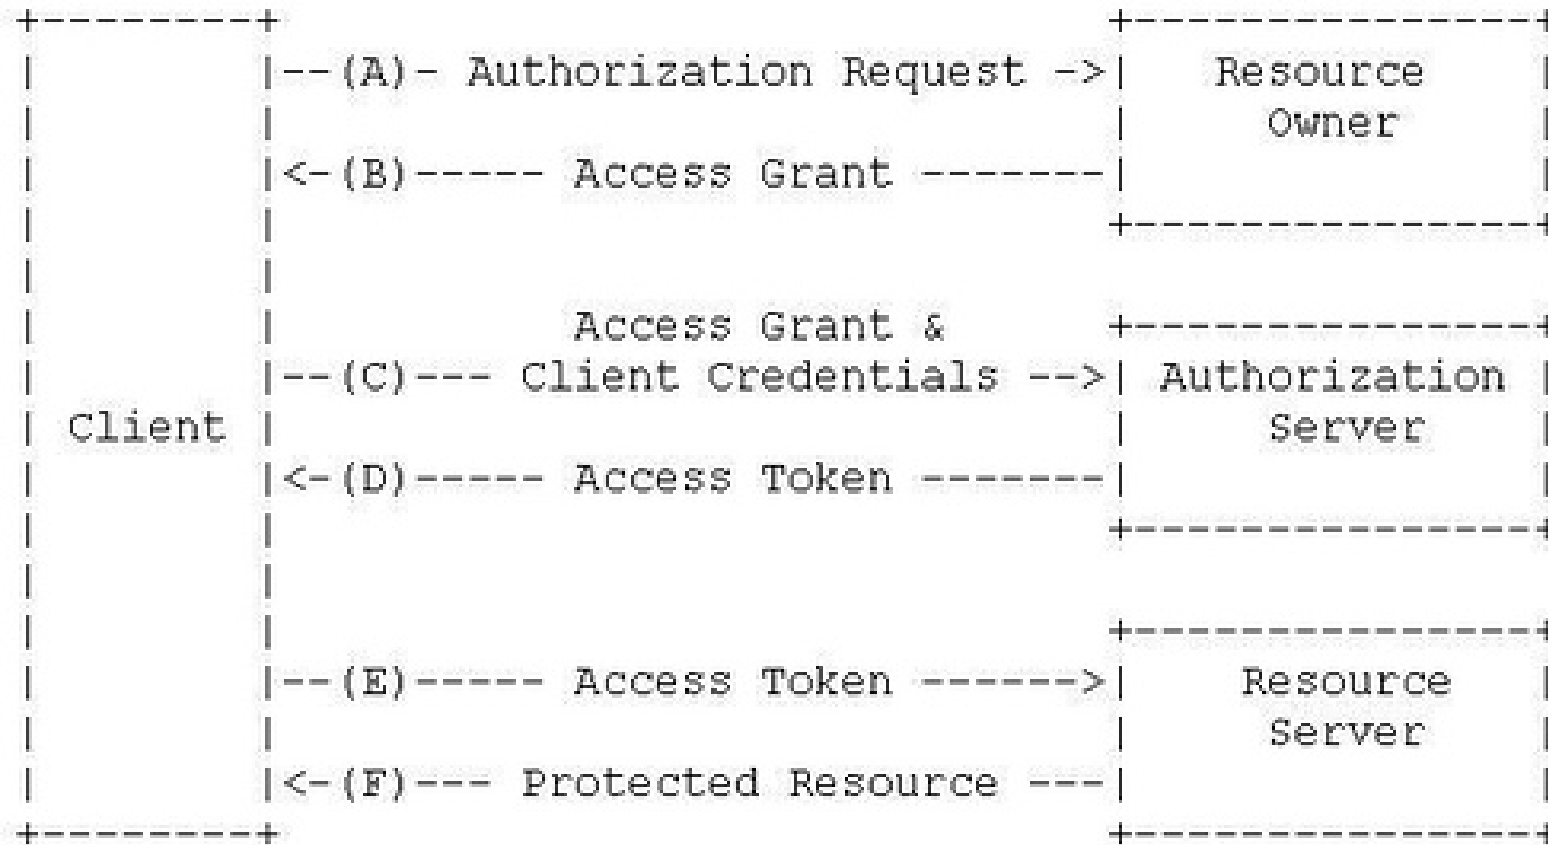 +--------+                               +---------------+
|        |--(A)- Authorization Request ->|   Resource    |
|        |                               |     Owner     |
|        |<-(B)----- Access Grant -------|               |
|        |                               +---------------+
|        |
|        |           Access Grant &      +---------------+
|        |--(C)--- Client Credentials -->| Authorization |
| Client |                               |     Server    |
|        |<-(D)----- Access Token -------|               |
|        |                               +---------------+
|        |
|        |                               +---------------+
|        |--(E)----- Access Token ------>|    Resource   |
|        |                               |     Server    |
|        |<-(F)--- Protected Resource ---|               |
+--------+                               +---------------+